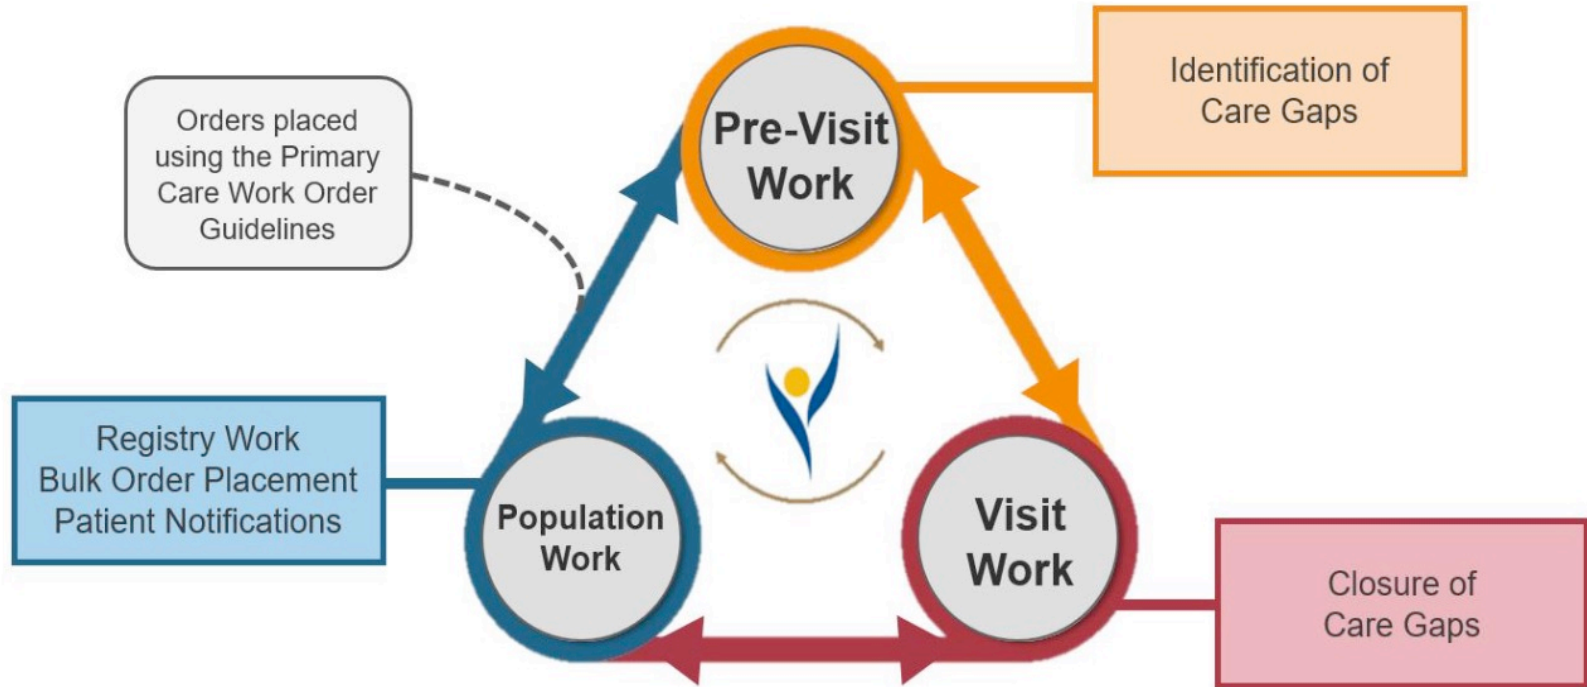 Pre-Visit
Work
Identification of
Care Gaps
Orders placed
using the Primary
Care Work Order
Guidelines
Registry Work
Bulk Order Placement
Patient Notifications
Population
Work
Visit
Work
Closure of
Care Gaps